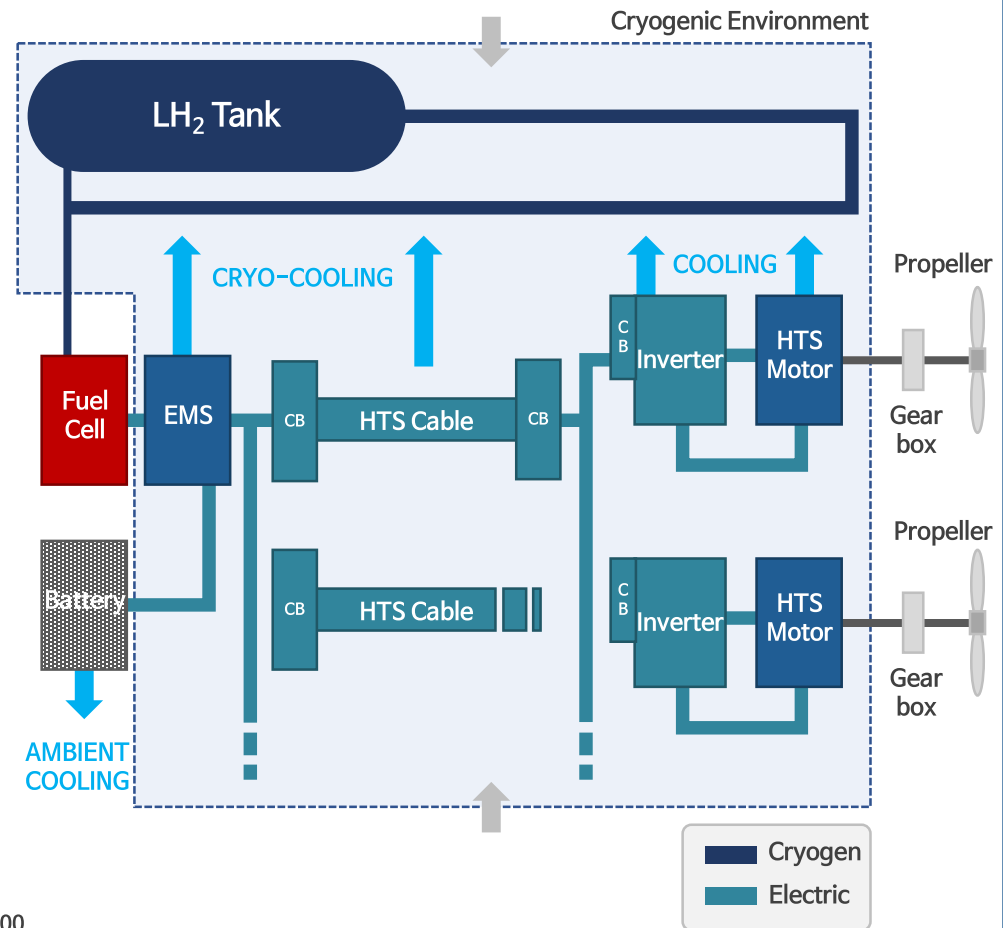 Cryogenic Environment
LH₂ Tank
CRYO-COOLING
COOLING
Propeller
Fuel
Cell
EMS
CB
HTS Cable
CB
C
B
Inverter
HTS
Motor
Gear
box
Battery
CB
HTS Cable
C
B
Inverter
HTS
Motor
Propeller
Gear
box
AMBIENT
COOLING
Cryogen
Electric
00